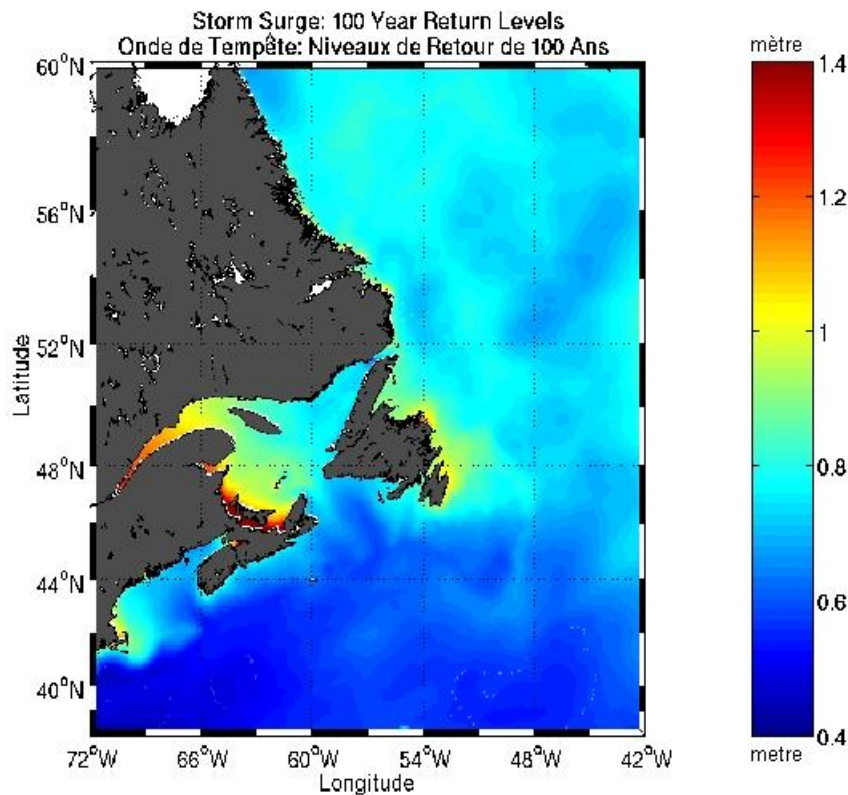 Storm Surge: 100 Year Return Levels
Onde de Tempête: Niveaux de Retour de 100 Ans
mètre
60°N
56°N
52°N
48°N
44°N
40°N
Latitude
72°W 66°W 60°W 54°W 48°W 42°W
Longitude
1.4
1.2
1
0.8
0.6
0.4
metre